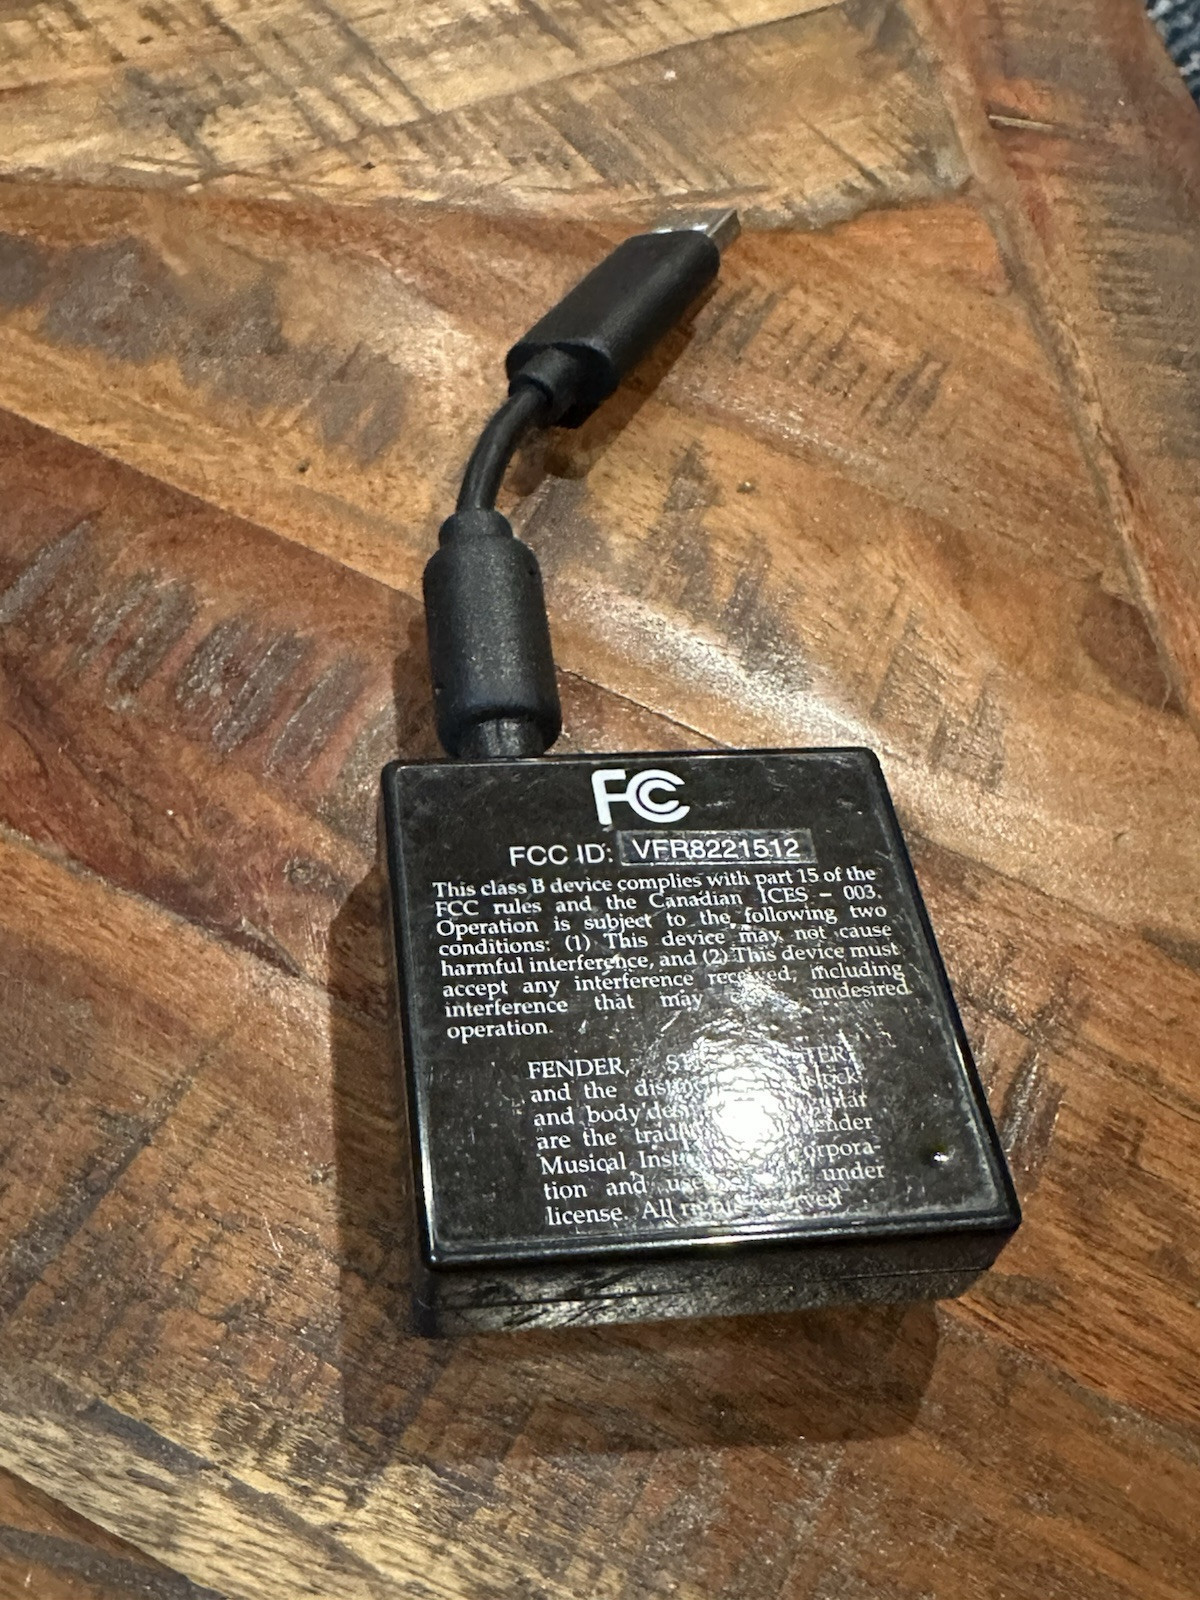 FC
FCC ID: VFR8221512
This class B device complies with part 15 of the
FCC rules and the Canadian ICES – 003.
Operation is subject to the following two
conditions: (1) This device may not cause
harmful interference, and (2) This device must
accept any interference received, including
interference that may undesired
operation.
FENDER,
and the
and body
are the
Musical
tion and under
license. All rights reserved